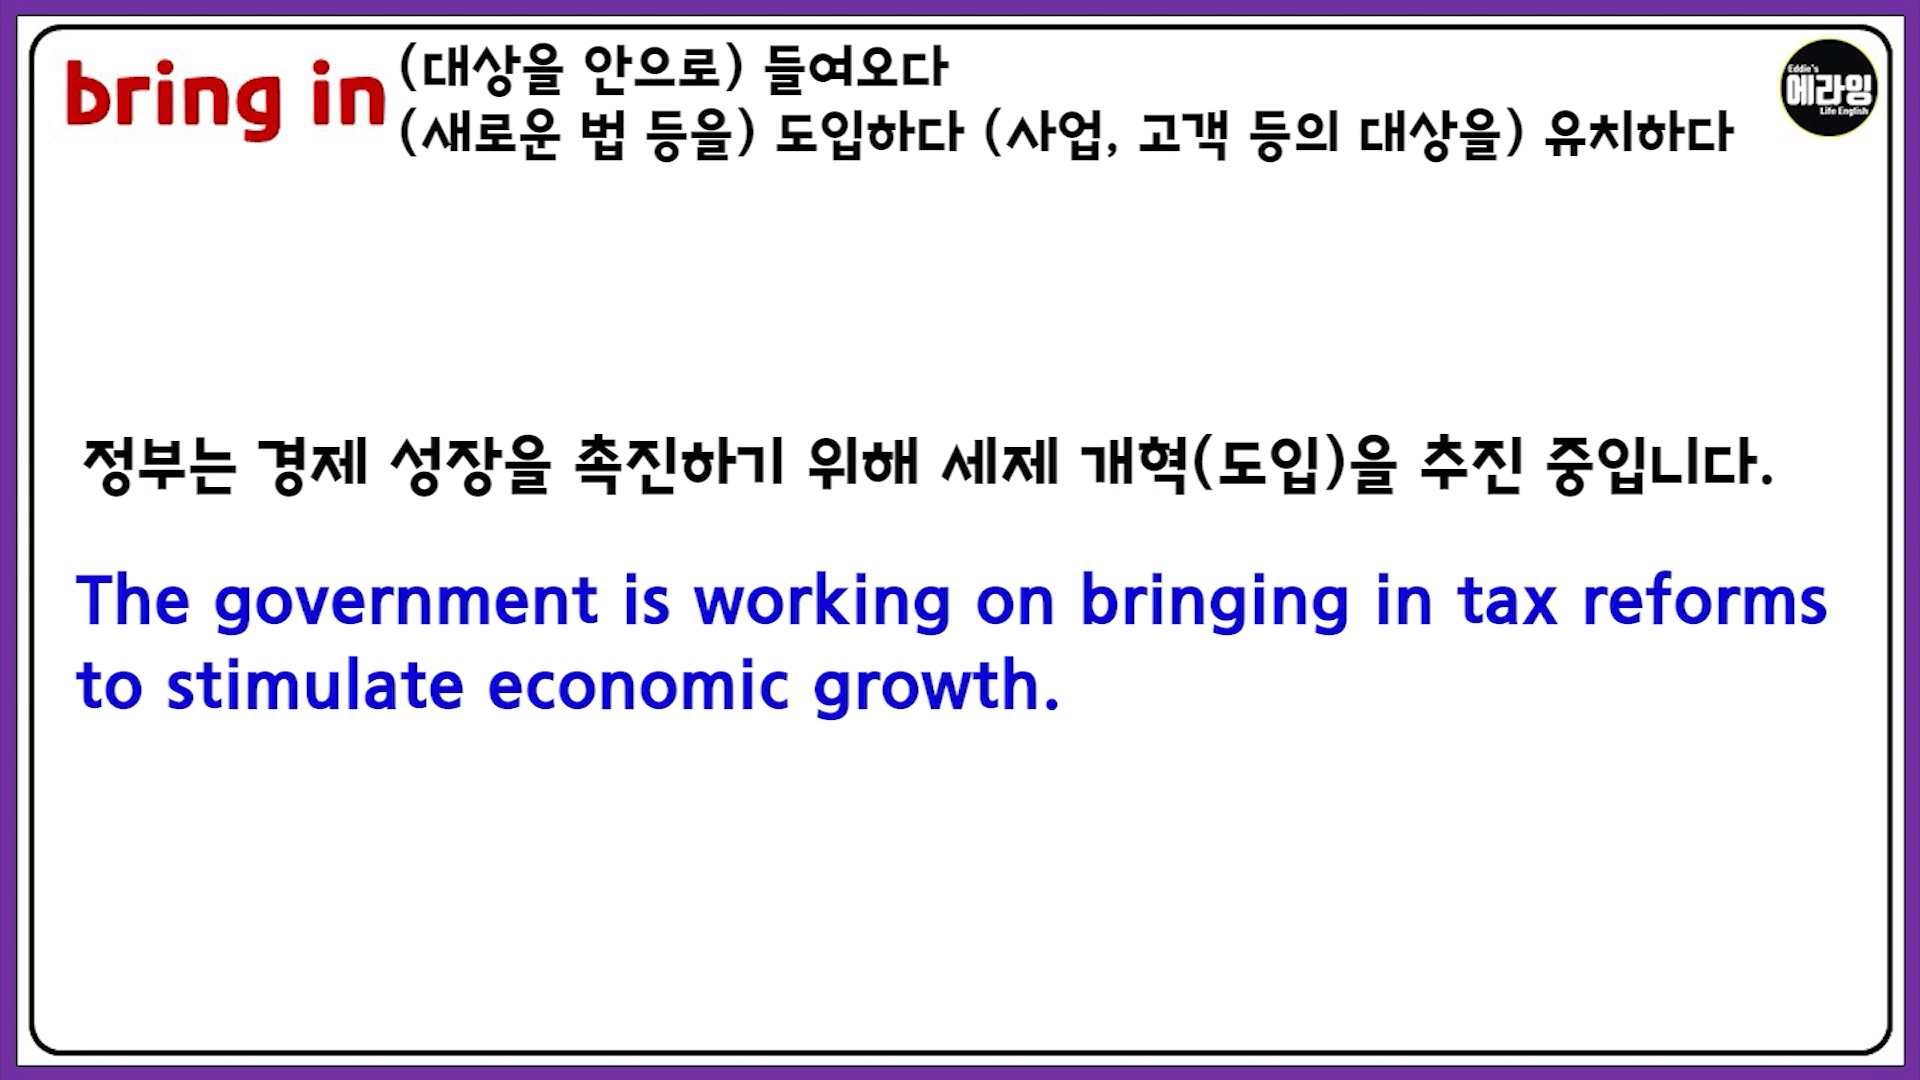 bring in
(대상을 안으로) 들여오다
(새로운 법 등을) 도입하다 (사업, 고객 등의 대상을) 유치하다
Eddie's
에라잉
Life English
정부는 경제 성장을 촉진하기 위해 세제 개혁(도입)을 추진 중입니다.
The government is working on bringing in tax reforms
to stimulate economic growth.